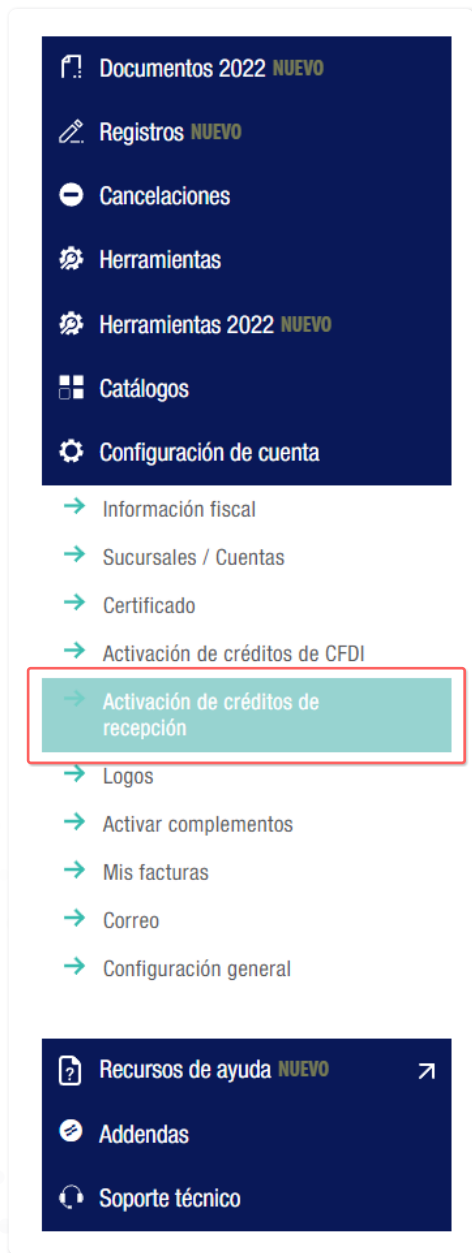 Documentos 2022 NUEVO
Registros NUEVO
Cancelaciones
Herramientas
Herramientas 2022 NUEVO
Catálogos
Configuración de cuenta
Información fiscal
Sucursales / Cuentas
Certificado
Activación de créditos de CFDI
Activación de créditos de
recepción
Logos
Activar complementos
Mis facturas
Correo
Configuración general
Recursos de ayuda NUEVO
Addendas
Soporte técnico